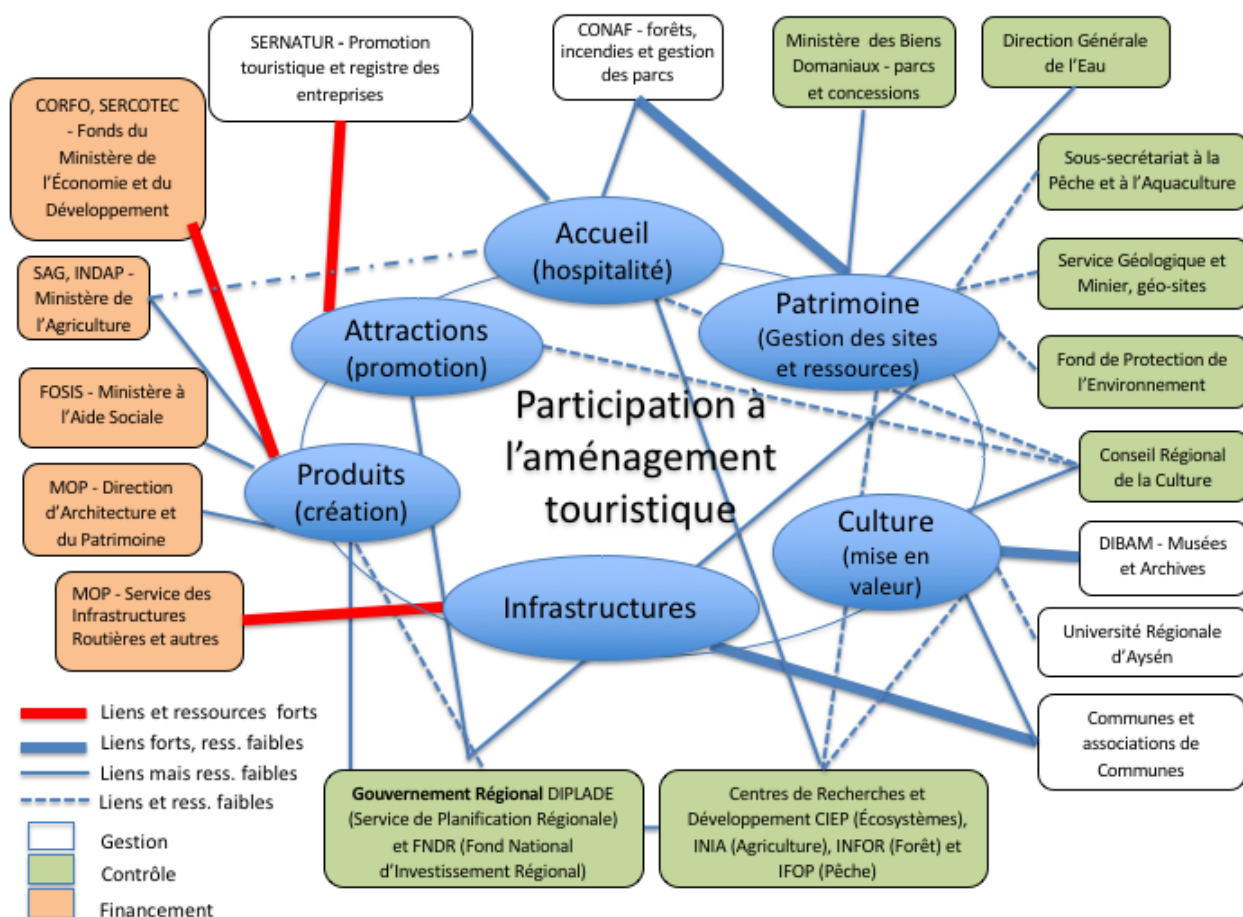 SERNATUR - Promotion
touristique et registre des
entreprises
CONAF - forêts,
incendies et gestion
des parcs
Ministère des Biens
Domaniaux - parcs
et concessions
Direction Générale
de l'Eau
CORFO, SERCOTEC
- Fonds du
Ministère de
l'Économie et du
Développement
Sous-secrétariat à la
Pêche et à l'Aquaculture
SAG, INDAP -
Ministère de
l'Agriculture
Service Géologique et
Minier, géo-sites
FOSIS - Ministère à
l'Aide Sociale
Fond de Protection de
l'Environnement
MOP - Direction
d'Architecture et
du Patrimoine
Conseil Régional
de la Culture
MOP - Service des
Infrastructures
Routières et autres
DIBAM - Musées
et Archives
Université Régionale
d'Aysén
Communes et
associations de
Communes
Accueil
(hospitalité)
Patrimoine
(Gestion des sites
et ressources)
Attractions
(promotion)
Participation à
l'aménagement
touristique
Produits
(création)
Culture
(mise en
valeur)
Infrastructures
Liens et ressources forts
Liens forts, ress. faibles
Liens mais ress. faibles
Liens et ress. faibles
Gestion
Contrôle
Financement
Gouvernement Régional DIPLADE
(Service de Planification Régionale)
et FNDR (Fond National
d'Investissement Régional)
Centres de Recherches et
Développement CIEP (Écosystèmes),
INIA (Agriculture), INFOR (Forêt) et
IFOP (Pêche)